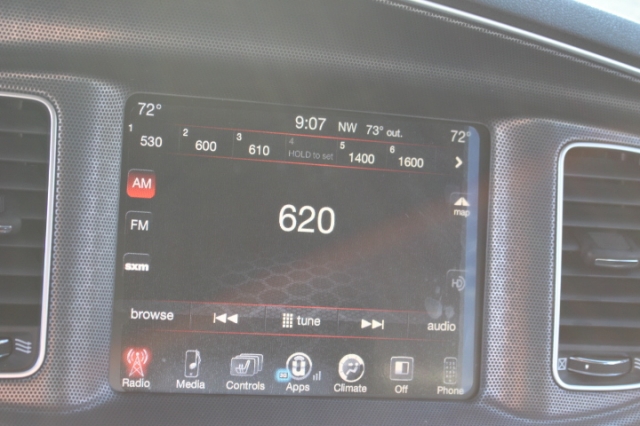 72° 9:07 NW 73° out. 72°
1 530 2 600 3 610 4 HOLD to set 5 1400 6 1600
AM
620
map
FM
sxm
browse tune audio
Radio Media Controls Apps Climate Off Phone